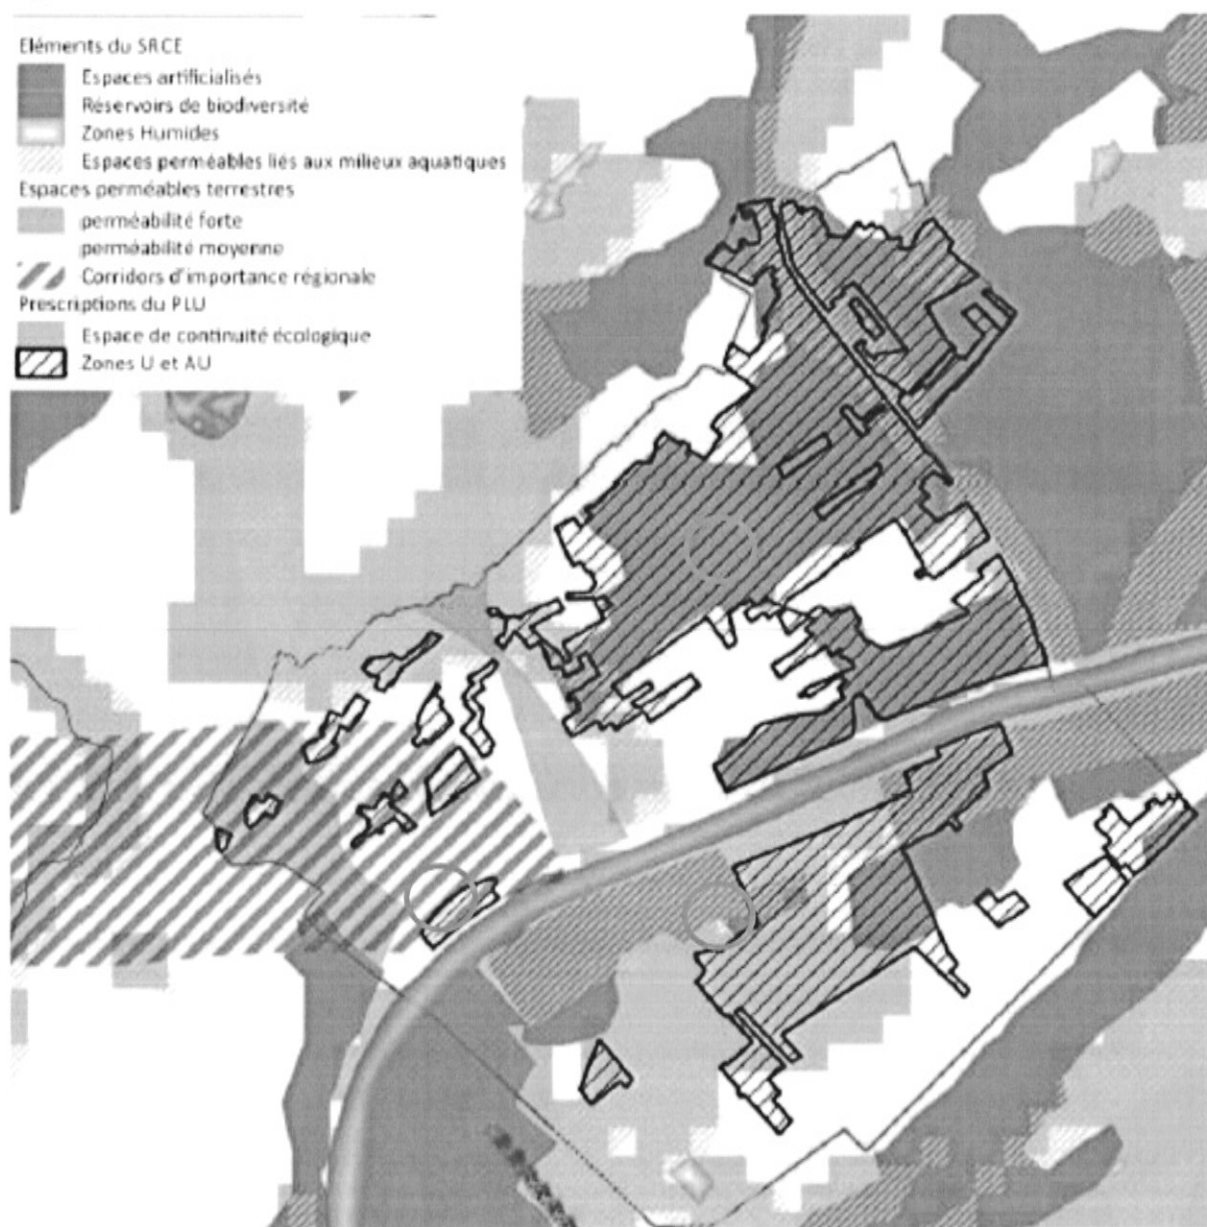 Eléments du SRCE
Espaces artificialisés
Réservoirs de biodiversité
Zones Humides
Espaces perméables liés aux milieux aquatiques
Espaces perméables terrestres
perméabilité forte
perméabilité moyenne
Corridors d'importance régionale
Prescriptions du PLU
Espace de continuité écologique
Zones U et AU